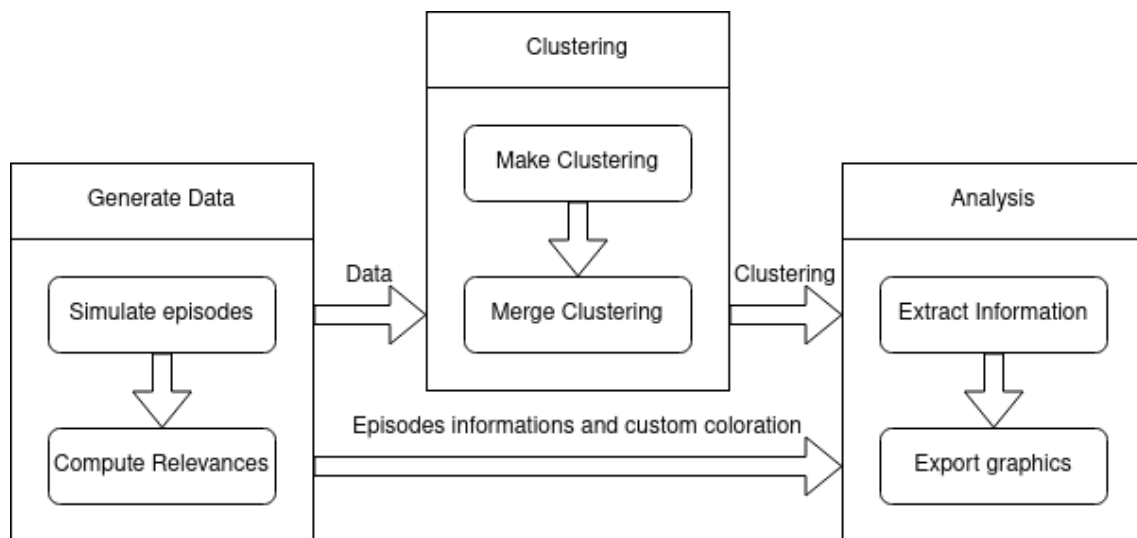 Clustering
Make Clustering
Merge Clustering
Generate Data
Simulate episodes
Compute Relevances
Data
Clustering
Episodes informations and custom coloration
Analysis
Extract Information
Export graphics